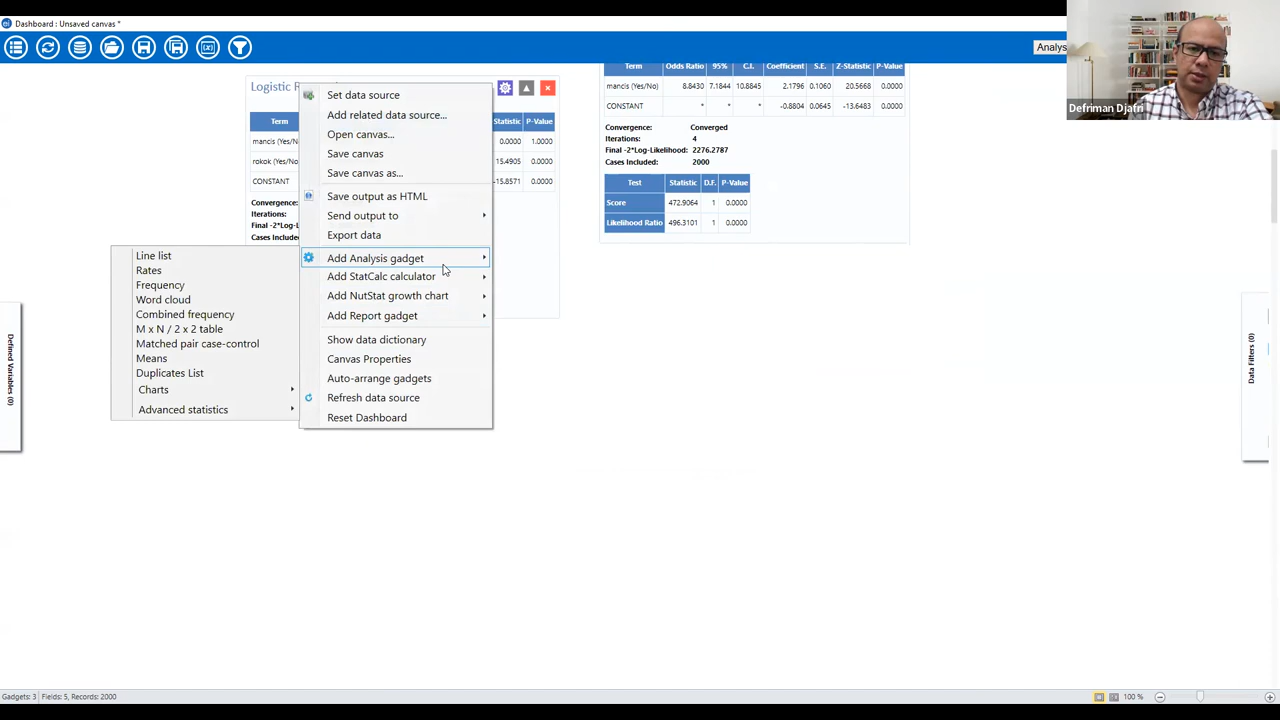 Dashboard : Unsaved canvas *
Analys
Defriman Djafri
Logistic R
Term
Statistic P-Value
mancis (Yes/No) 0.0000 1.0000
rokok (Yes/No 15.4905 0.0000
CONSTANT -15.8571 0.0000
Convergence:
Iterations:
Final -2*Log-L
Cases Include
Term Odds Ratio 95% C.I. Coefficient S.E. Z-Statistic P-Value
mancis (Yes/No) 8.8430 7.1844 10.8845 2.1796 0.1060 20.5668 0.0000
CONSTANT * * * -0.8804 0.0645 -13.6483 0.0000
Convergence: Converged
Iterations: 4
Final -2*Log-Likelihood: 2276.2787
Cases Included: 2000
Test Statistic D.F. P-Value
Score 472.9064 1 0.0000
Likelihood Ratio 496.3101 1 0.0000
Set data source
Add related data source...
Open canvas...
Save canvas
Save canvas as...
Save output as HTML
Send output to
Export data
Add Analysis gadget
Add StatCalc calculator
Add NutStat growth chart
Add Report gadget
Show data dictionary
Canvas Properties
Auto-arrange gadgets
Refresh data source
Reset Dashboard
Line list
Rates
Frequency
Word cloud
Combined frequency
M x N / 2 x 2 table
Matched pair case-control
Means
Duplicates List
Charts
Advanced statistics
Defined Variables (0)
Data Filters (0)
Gadgets: 3 Fields: 5, Records: 2000
100 %